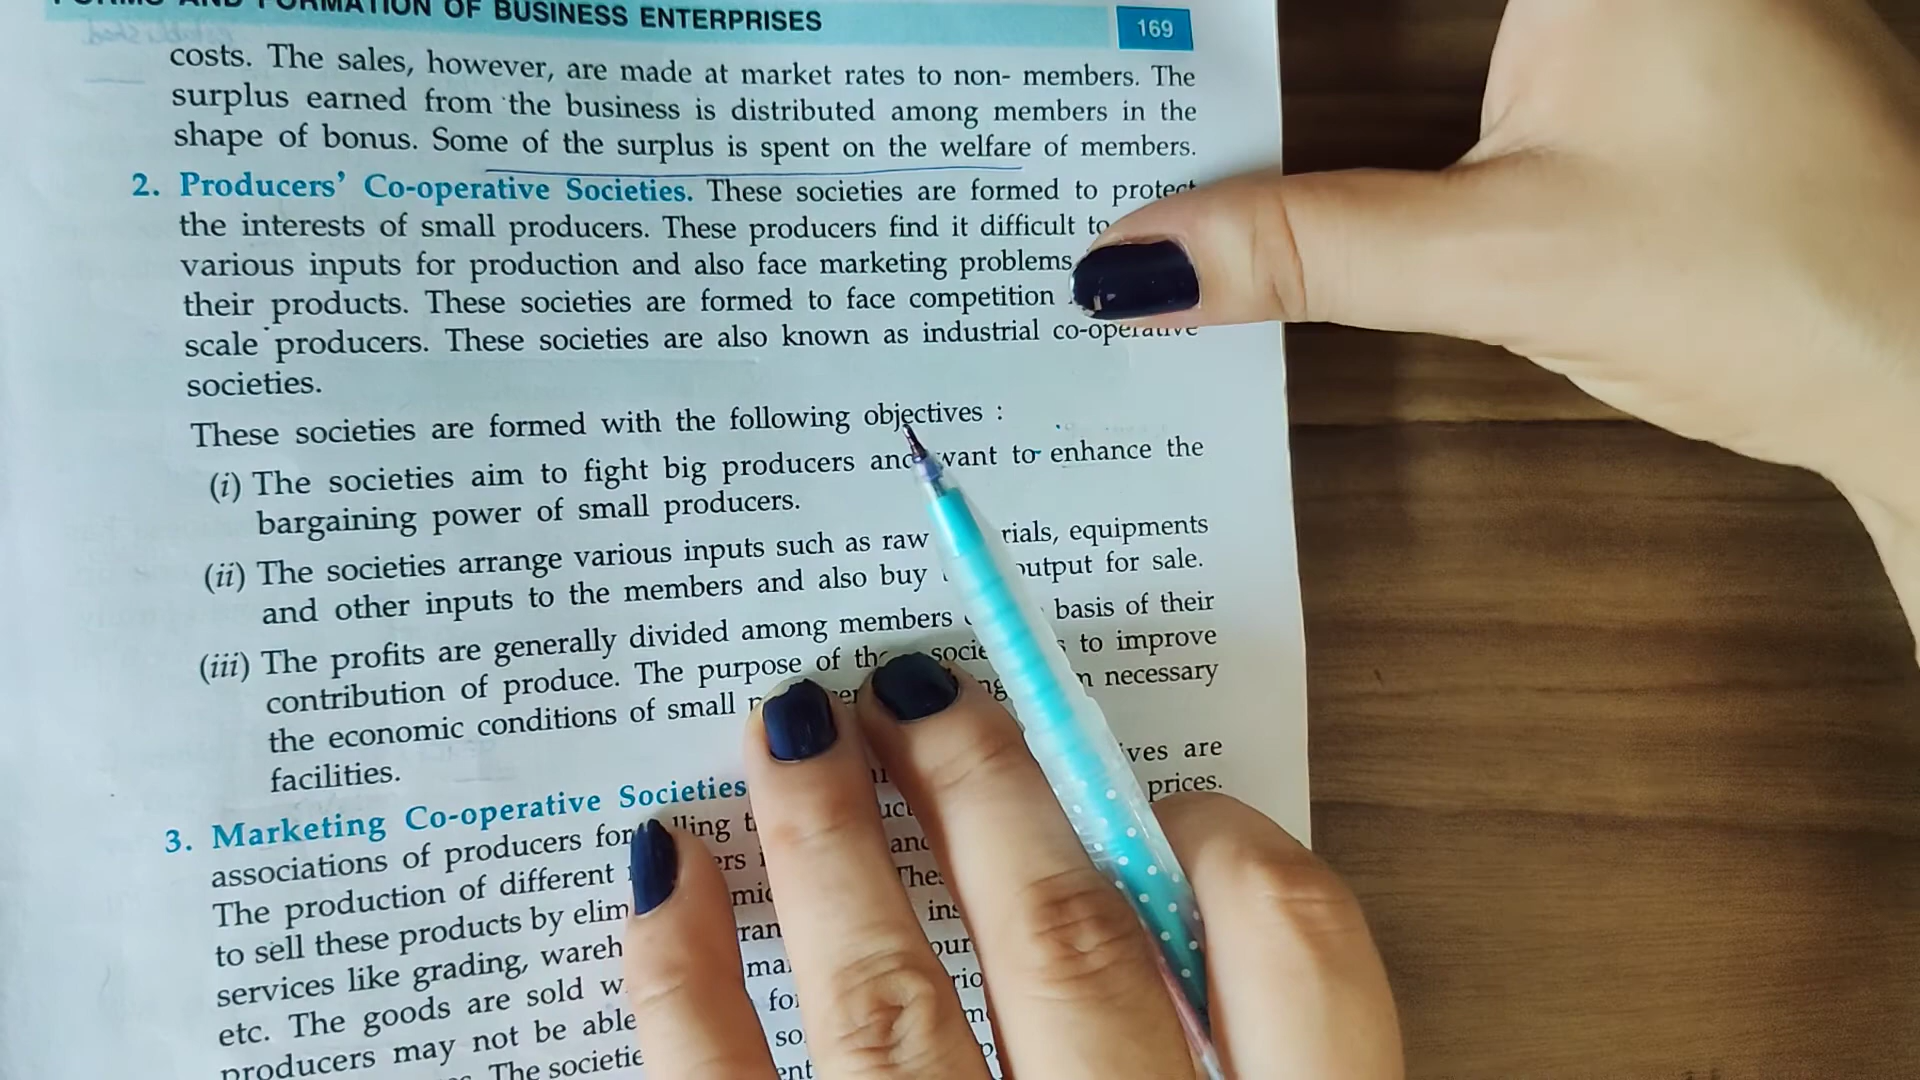 FORMATION OF BUSINESS ENTERPRISES
169
costs. The sales, however, are made at market rates to non- members. The
surplus earned from the business is distributed among members in the
shape of bonus. Some of the surplus is spent on the welfare of members.
2. Producers’ Co-operative Societies. These societies are formed to protect
the interests of small producers. These producers find it difficult to
various inputs for production and also face marketing problems
their products. These societies are formed to face competition
scale producers. These societies are also known as industrial co-operative
societies.
These societies are formed with the following objectives :
(i) The societies aim to fight big producers and want to enhance the
bargaining power of small producers.
(ii) The societies arrange various inputs such as raw equipments
and other inputs to the members and also buy output for sale.
(iii) The profits are generally divided among members basis of their
contribution of produce. The purpose of to improve
the economic conditions of small necessary
facilities.
3. Marketing Co-operative Societies are
associations of producers for prices.
The production of different
to sell these products by
services like grading,
etc. The goods are sold
producers may not be able
The